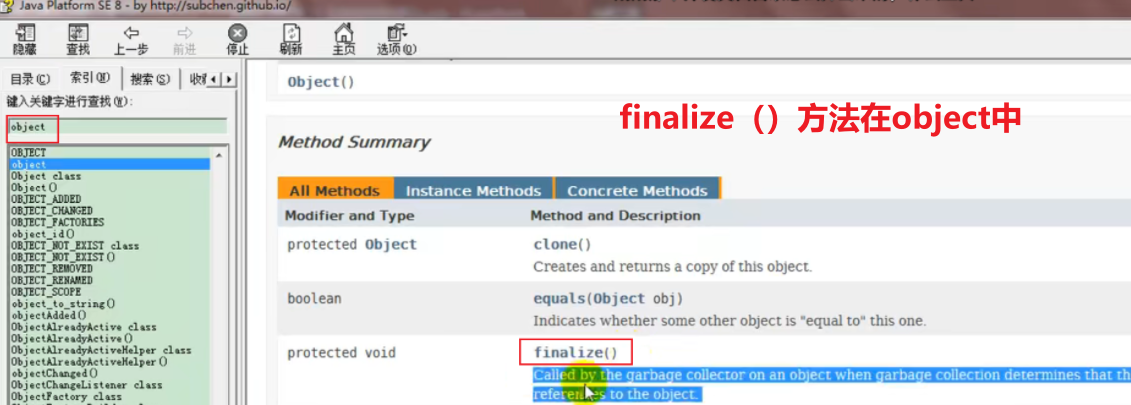 Java Platform SE 8 - by http://subchen.github.io/
隐藏 查找 上一步 前进 停止 刷新 主页 选项(O)
目录(C) 索引(N) 搜索(S)
键入关键字进行查找(W):
object
OBJECT
object
Object class
Object()
OBJECT_ADDED
OBJECT_CHANGED
OBJECT_FACTORIES
object_id()
OBJECT_NOT_EXIST class
OBJECT_NOT_EXIST()
OBJECT_REMOVED
OBJECT_RENAMED
OBJECT_SCOPE
object_to_string()
objectAdded()
ObjectAlreadyActive class
ObjectAlreadyActive()
ObjectAlreadyActiveHelper class
ObjectAlreadyActiveHelper()
objectChanged()
ObjectChangeListener class
ObjectFactory class
Object()
finalize（）方法在object中
Method Summary
All Methods Instance Methods Concrete Methods
Modifier and Type Method and Description
protected Object clone()
Creates and returns a copy of this object.
boolean equals(Object obj)
Indicates whether some other object is "equal to" this one.
protected void finalize()
Called by the garbage collector on an object when garbage collection determines that
references to the object.